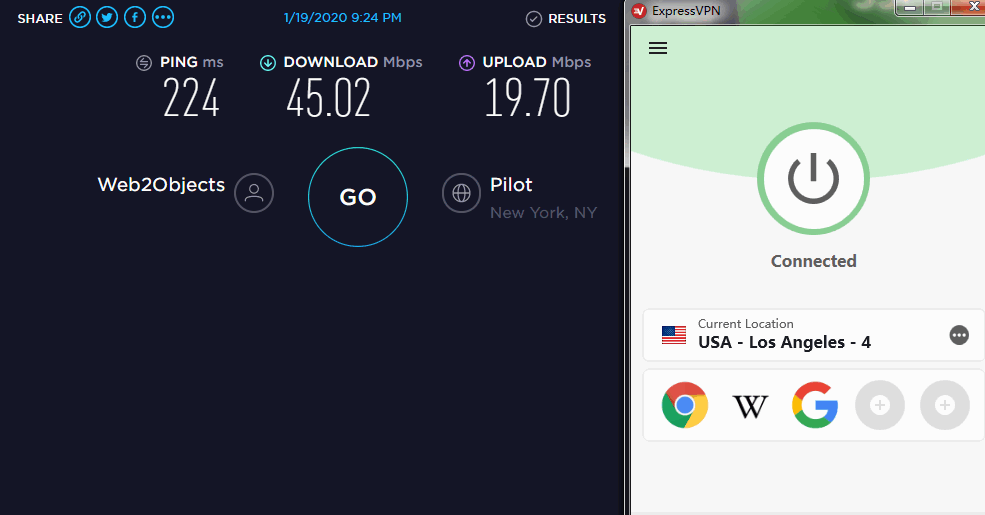 SHARE
1/19/2020 9:24 PM
RESULTS
PING ms
DOWNLOAD Mbps
UPLOAD Mbps
224
45.02
19.70
Web2Objects
GO
Pilot
New York, NY
ExpressVPN
Connected
Current Location
USA - Los Angeles - 4
W